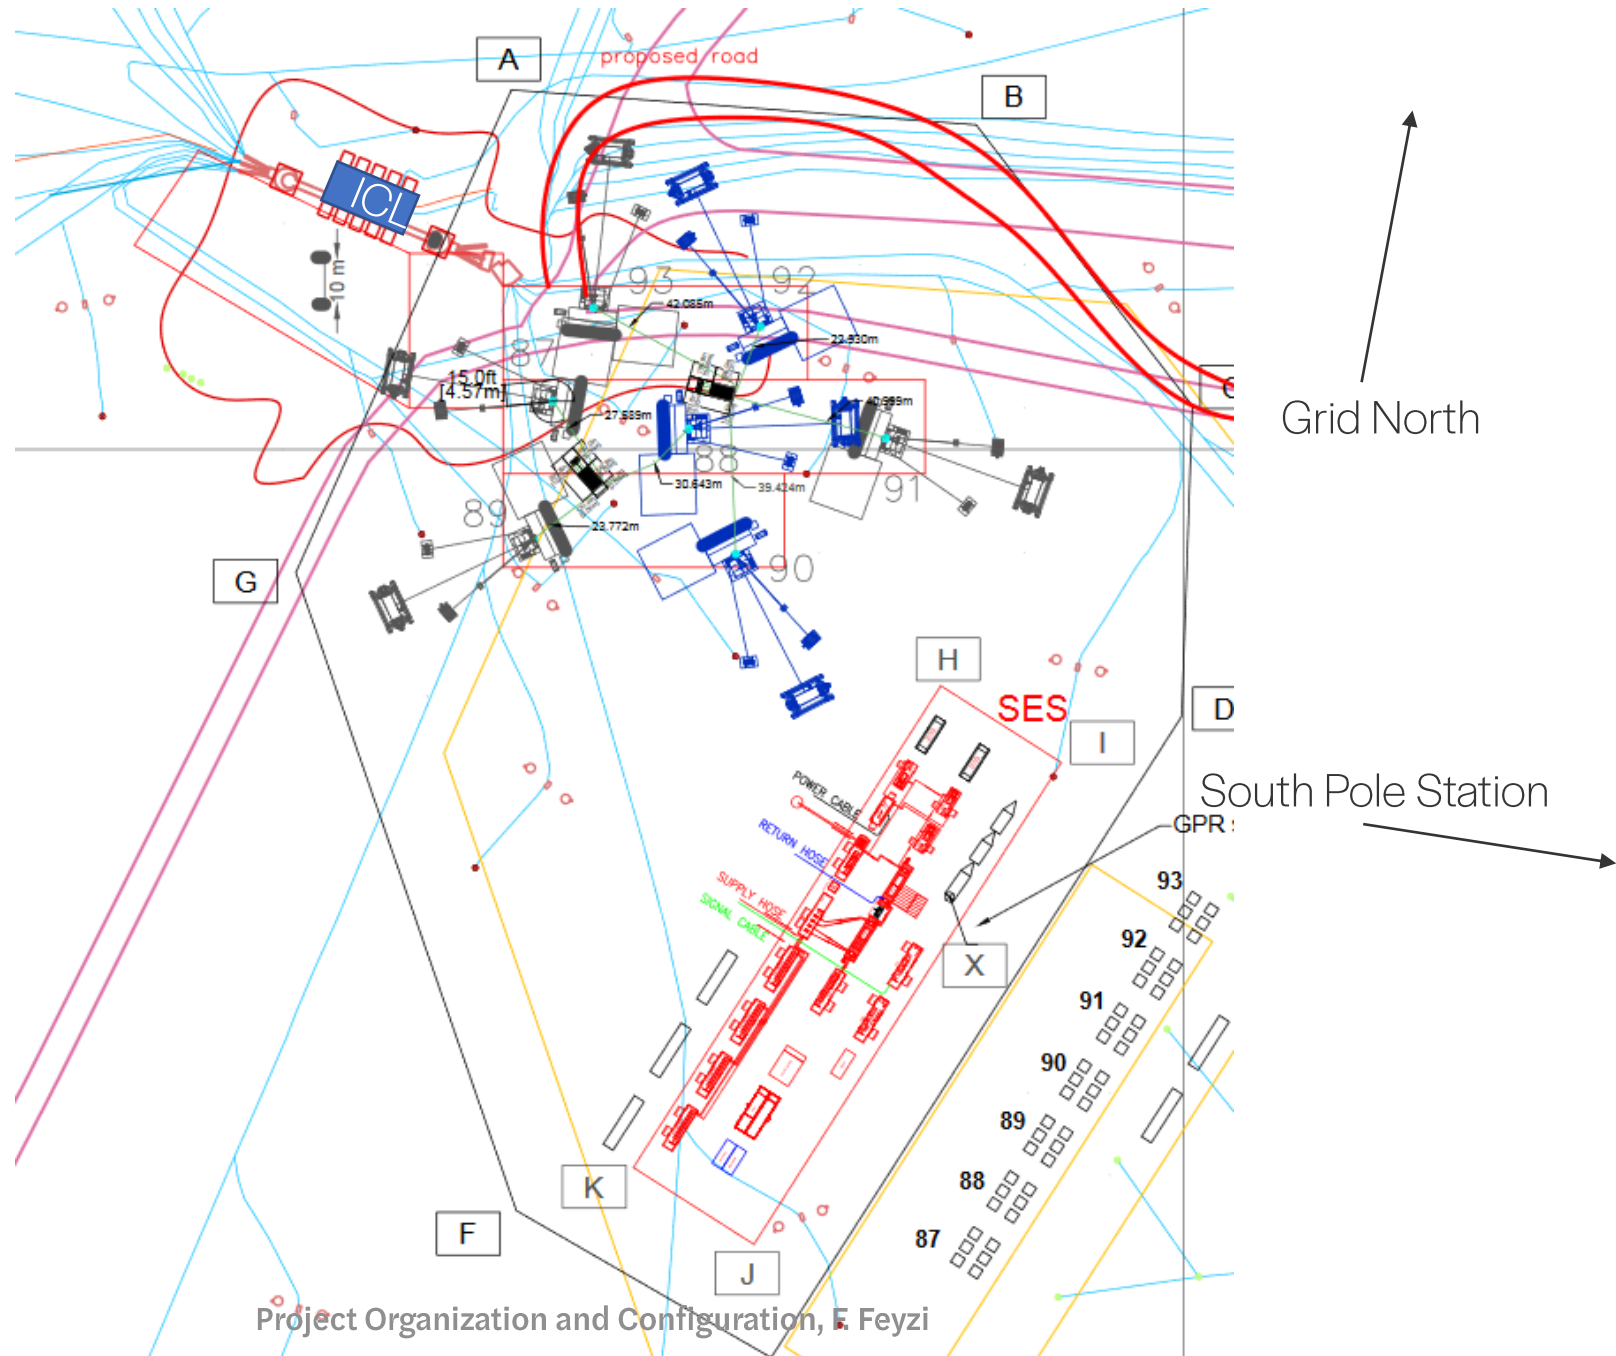 A
proposed road
B
ICL
10 m
Grid North
93
92
42.085m
22.930m
87
15.0ft
[4.57m]
27.589m
40.999m
88
30.643m
39.424m
91
89
23.772m
90
G
H
SES
I
D
South Pole Station
POWER CABLE
RETURN HOSE
SUPPLY HOSE
SIGNAL CABLE
GPR
X
93
92
91
90
89
88
87
K
F
J
Project Organization and Configuration, F. Feyzi